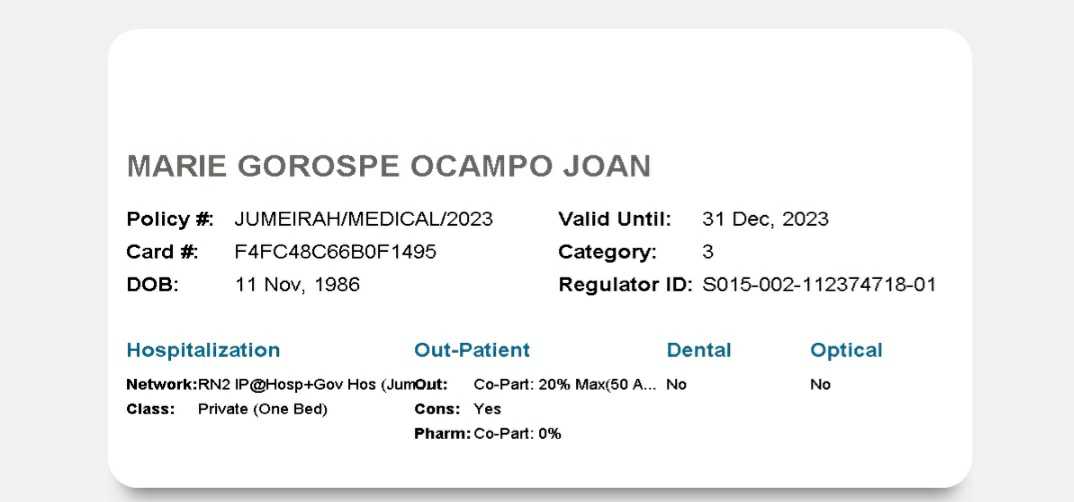 MARIE GOROSPE OCAMPO JOAN
Policy #: JUMEIRAH/MEDICAL/2023 Valid Until: 31 Dec, 2023
Card #: F4FC48C66B0F1495 Category: 3
DOB: 11 Nov, 1986 Regulator ID: S015-002-112374718-01
Hospitalization Out-Patient Dental Optical
Network: RN2 IP@Hosp+Gov Hos (Jum Out: Co-Part: 20% Max(50 A... No No
Class: Private (One Bed) Cons: Yes
Pharm: Co-Part: 0%